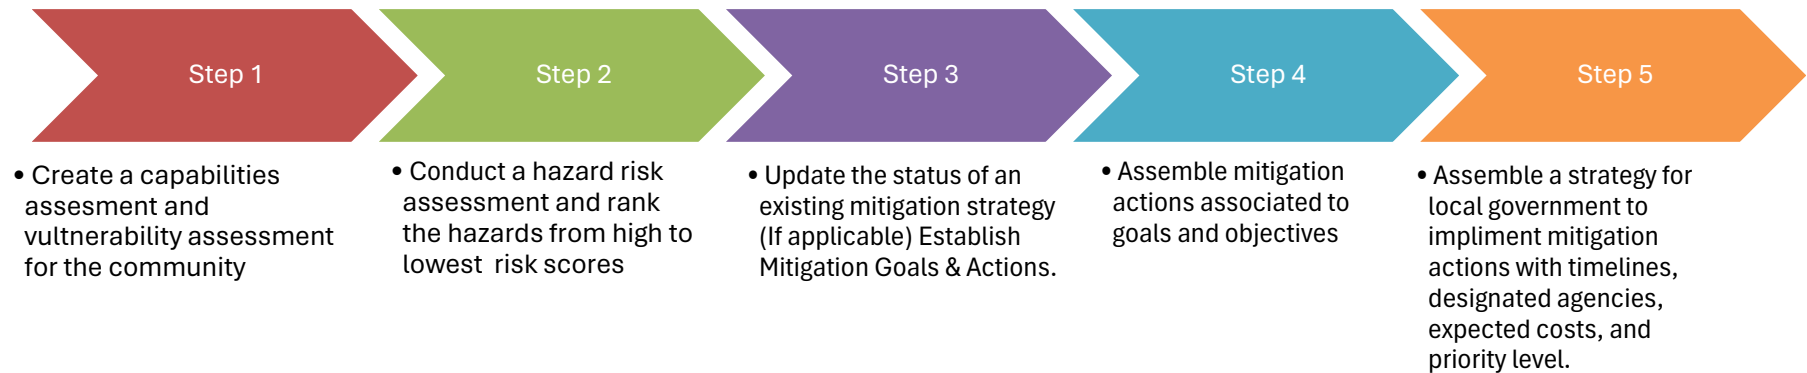 Step 1
Step 2
Step 3
Step 4
Step 5
• Create a capabilities
assesment and
vultnerability assessment
for the community
• Conduct a hazard risk
assessment and rank
the hazards from high to
lowest  risk scores
• Update the status of an
existing mitigation strategy
(If applicable) Establish
Mitigation Goals & Actions.
• Assemble mitigation
actions associated to
goals and objectives
• Assemble a strategy for
local government to
impliment mitigation
actions with timelines,
designated agencies,
expected costs, and
priority level.